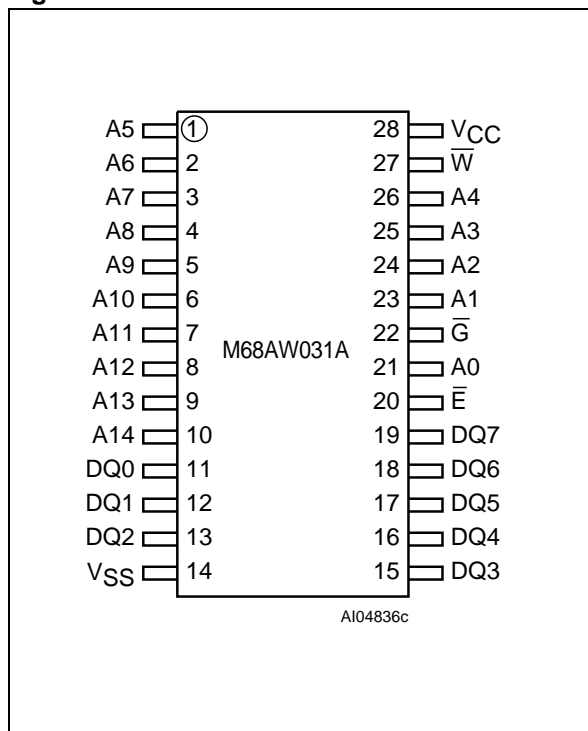 A5 1 28 VCC
A6 2 27 W̅
A7 3 26 A4
A8 4 25 A3
A9 5 24 A2
A10 6 23 A1
A11 7 22 G̅
M68AW031A
A12 8 21 A0
A13 9 20 E̅
A14 10 19 DQ7
DQ0 11 18 DQ6
DQ1 12 17 DQ5
DQ2 13 16 DQ4
VSS 14 15 DQ3
AI04836c